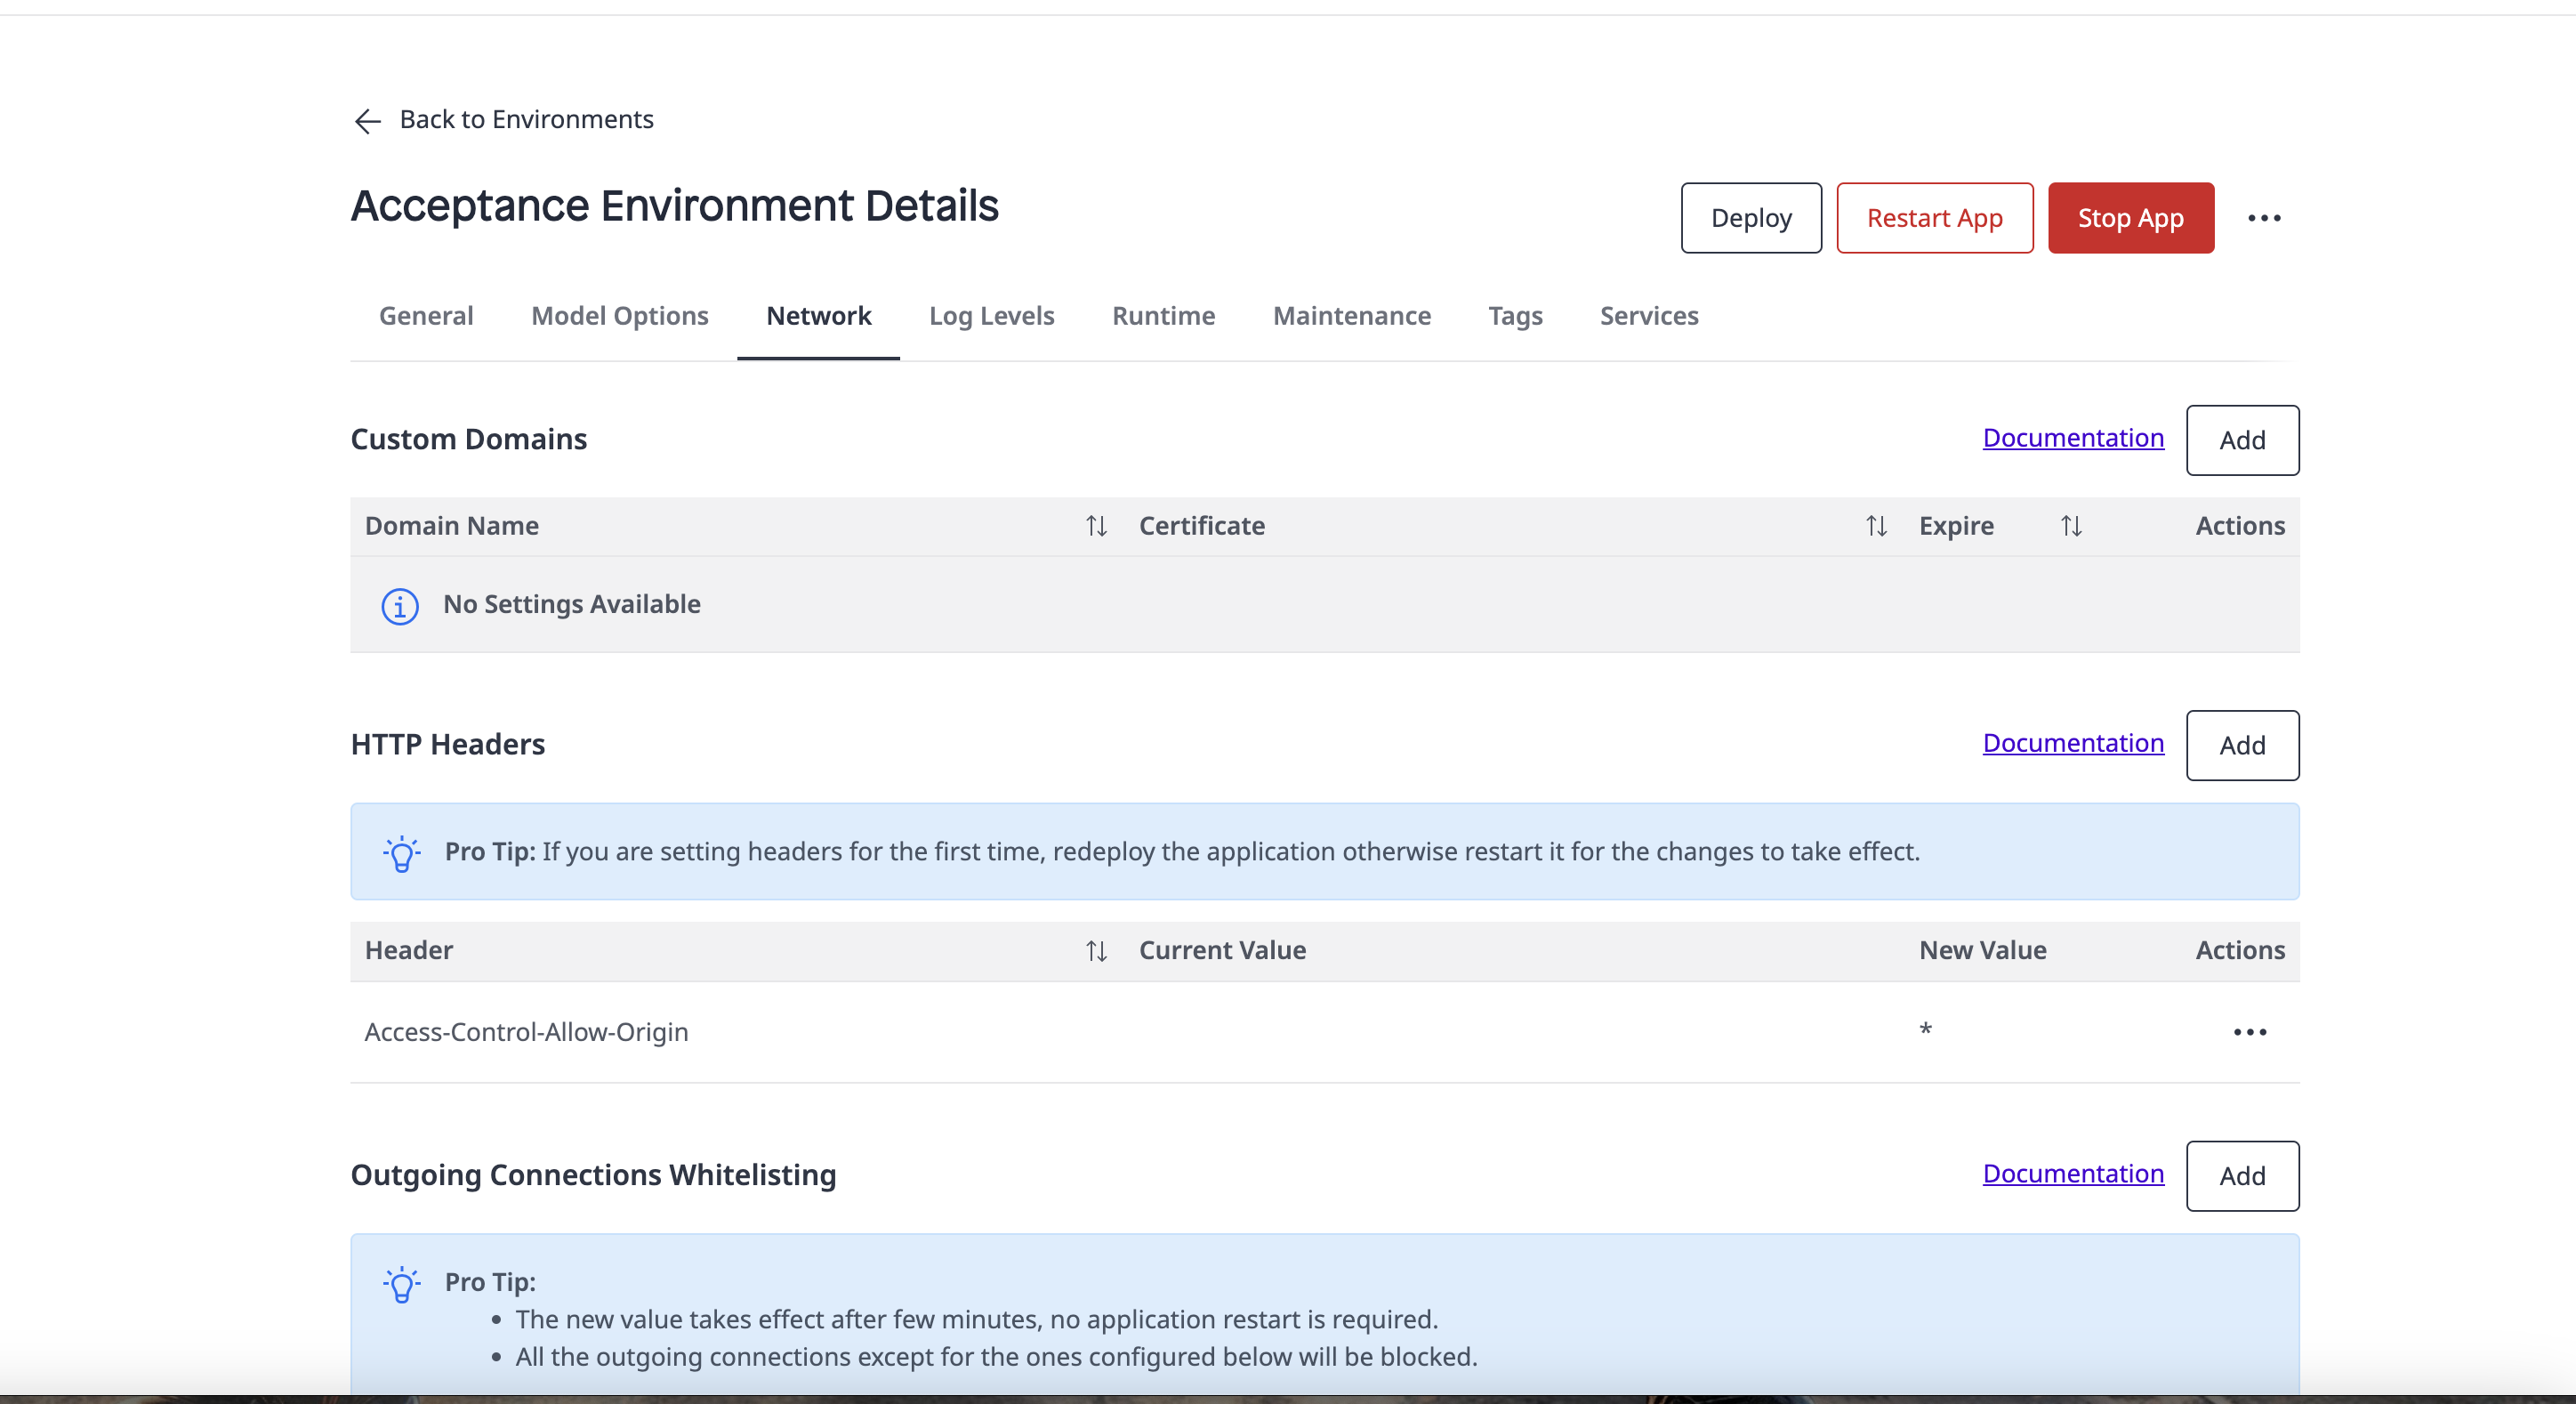 Back to Environments
Acceptance Environment Details
Deploy Restart App Stop App
General Model Options Network Log Levels Runtime Maintenance Tags Services
Custom Domains Documentation Add
Domain Name Certificate Expire Actions
No Settings Available
HTTP Headers Documentation Add
Pro Tip: If you are setting headers for the first time, redeploy the application otherwise restart it for the changes to take effect.
Header Current Value New Value Actions
Access-Control-Allow-Origin *
Outgoing Connections Whitelisting Documentation Add
Pro Tip:
• The new value takes effect after few minutes, no application restart is required.
• All the outgoing connections except for the ones configured below will be blocked.